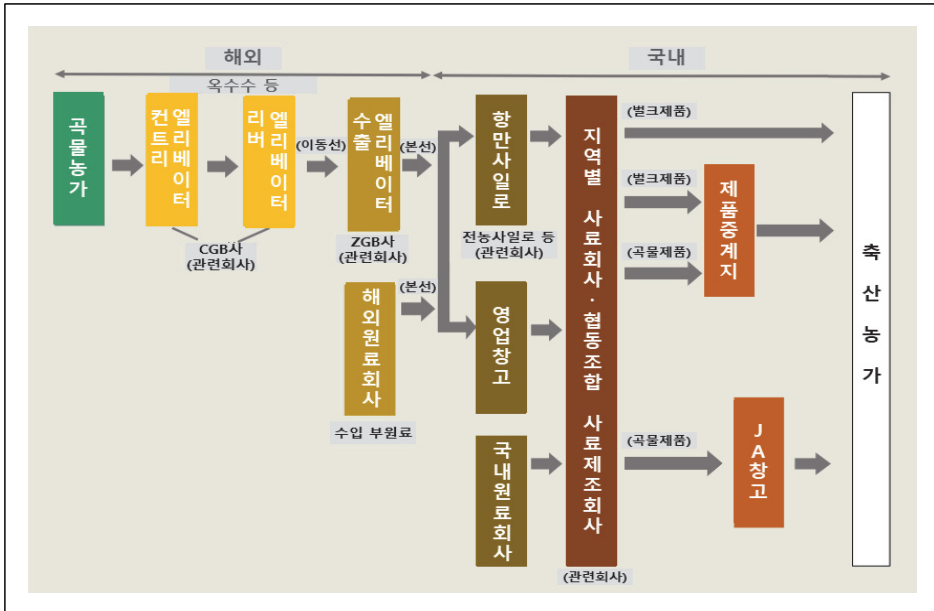 해외
국내
옥수수 등
곡물농가
컨트리
엘리베이터
리버
엘리베이터
(이동선)
수출
엘리베이터
(본선)
CGB사
(관련회사)
ZGB사
(관련회사)
해외원료회사
(본선)
수입 부원료
항만사일로
전농사일로 등
(관련회사)
영업창고
국내원료회사
지역별 사료회사·협동조합 사료제조회사
(관련회사)
(벌크제품)
(벌크제품)
(곡물제품)
제품중계지
(곡물제품)
JA창고
축산농가